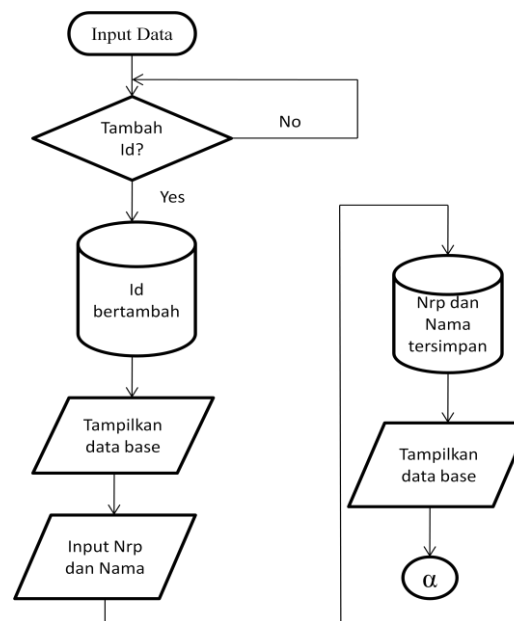 Input Data
Tambah
Id?
No
Yes
Id
bertambah
Tampilkan
data base
Input Nrp
dan Nama
Nrp dan
Nama
tersimpan
Tampilkan
data base
α